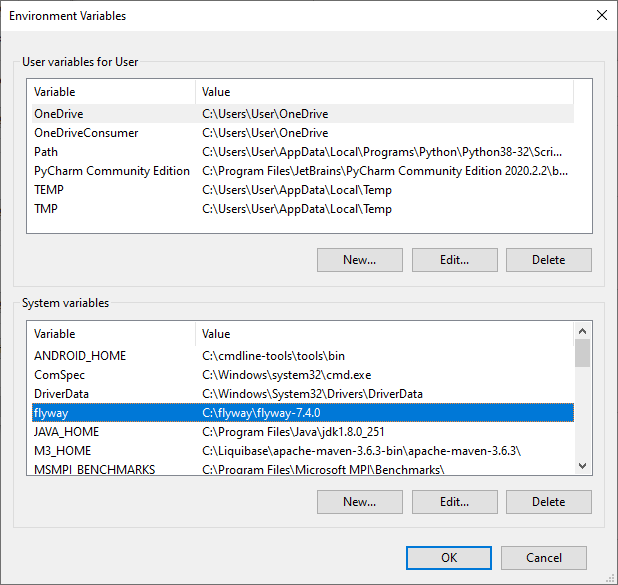 Environment Variables
User variables for User
Variable Value
OneDrive C:\Users\User\OneDrive
OneDriveConsumer C:\Users\User\OneDrive
Path C:\Users\User\AppData\Local\Programs\Python\Python38-32\Scri...
PyCharm Community Edition C:\Program Files\JetBrains\PyCharm Community Edition 2020.2.2\b...
TEMP C:\Users\User\AppData\Local\Temp
TMP C:\Users\User\AppData\Local\Temp
New... Edit... Delete
System variables
Variable Value
ANDROID_HOME C:\cmdline-tools\tools\bin
ComSpec C:\Windows\system32\cmd.exe
DriverData C:\Windows\System32\Drivers\DriverData
flyway C:\flyway\flyway-7.4.0
JAVA_HOME C:\Program Files\Java\jdk1.8.0_251
M3_HOME C:\Liquibase\apache-maven-3.6.3-bin\apache-maven-3.6.3\
MSMPI_BENCHMARKS C:\Program Files\Microsoft MPI\Benchmarks\
New... Edit... Delete
OK Cancel